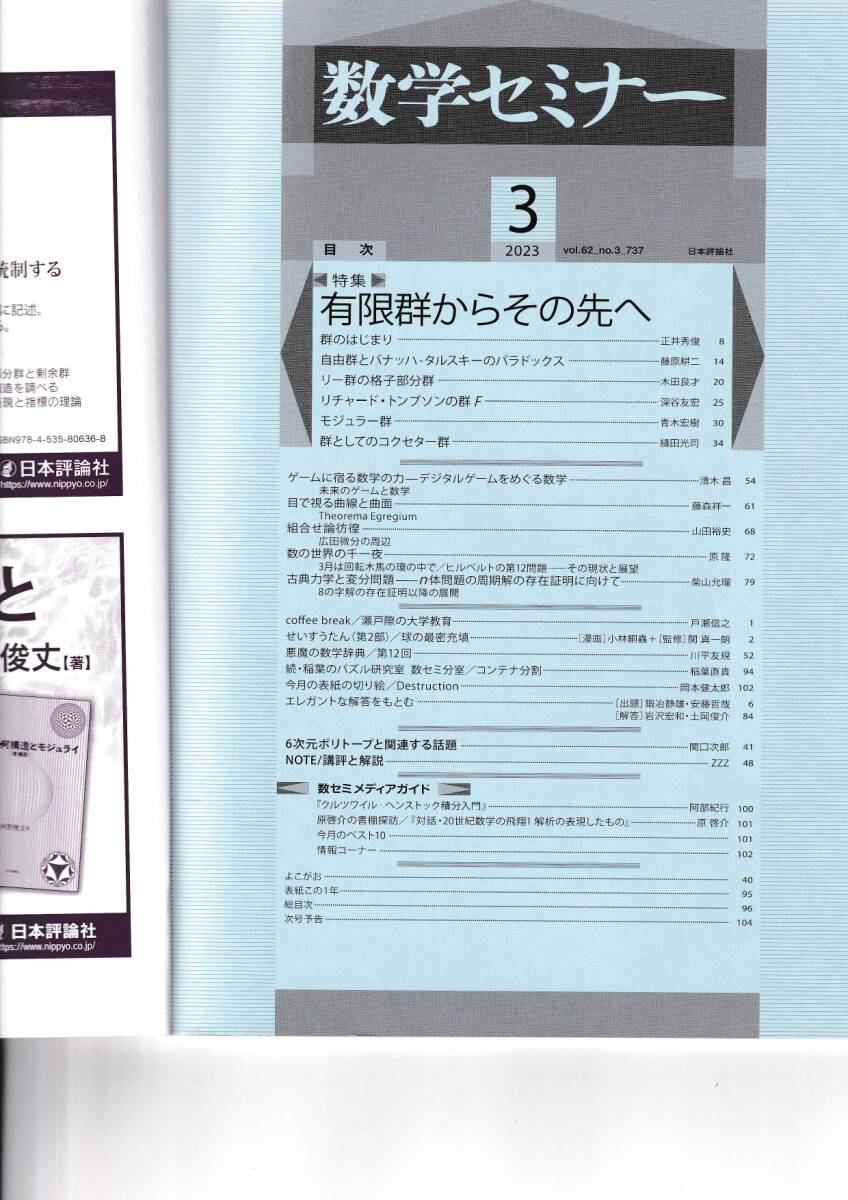 統制する
に記述。
る。
部分群と剰余群
構造を調べる
表現と指標の理論
ISBN978-4-535-80636-8
日本評論社
https://www.nippyo.co.jp/
と
俊丈【著】
何構造とモジュライ
日本評論社
https://www.nippyo.co.jp/
数学セミナー
3
目 次 2023 vol.62_no.3_737 日本評論社
特集
有限群からその先へ
群のはじまり 正井秀俊 8
自由群とバナッハ-タルスキーのパラドックス 藤原耕二 14
リー群の格子部分群 木田良才 20
リチャード・トンプソンの群F 深谷友宏 25
モジュラー群 青木宏樹 30
群としてのコクセター群 縫田光司 34
ゲームに宿る数学の力—デジタルゲームをめぐる数学 清木 昌 54
未来のゲームと数学
目で視る曲線と曲面 藤森祥一 61
Theorema Egregium
組合せ論彷徨 山田裕史 68
広田微分の周辺
数の世界の千一夜 原 隆 72
3月は回転木馬の環の中で/ヒルベルトの第12問題——その現状と展望
古典力学と変分問題——n体問題の周期解の存在証明に向けて 柴山允瑠 79
8の字解の存在証明以降の展開
coffee break/瀬戸際の大学教育 戸瀬信之 1
せいすうたん(第2部)/球の最密充填 [漫画]小林銅蟲+[監修]関 真一朗 2
悪魔の数学辞典/第12回 川平友規 52
続・稲葉のパズル研究室 数セミ分室/コンテナ分割 稲葉直貴 94
今月の表紙の切り絵/Destruction 岡本健太郎 102
エレガントな解答をもとむ [出題]鍛冶静雄・安藤哲哉 6
[解答]岩沢宏和・土岡俊介 84
6次元ポリトープと関連する話題 関口次郎 41
NOTE/講評と解説 ZZZ 48
数セミメディアガイド
『クルツワイル-ヘンストック積分入門』 阿部紀行 100
原啓介の書棚探訪/『対話・20世紀数学の飛翔1 解析の表現したもの』 原 啓介 101
今月のベスト10 101
情報コーナー 102
よこがお 40
表紙この1年 95
総目次 96
次号予告 104